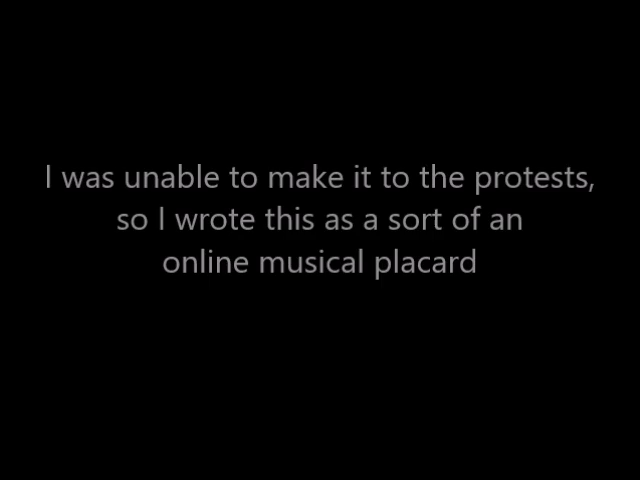 I was unable to make it to the protests,
so I wrote this as a sort of an
online musical placard